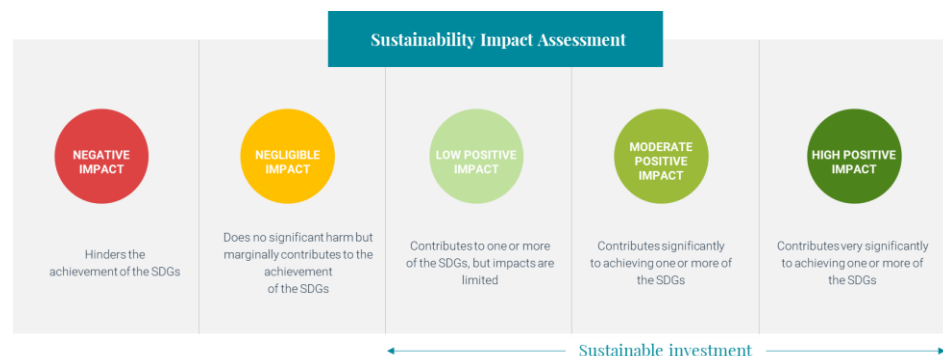 Sustainability Impact Assessment
NEGATIVE
IMPACT
NEGLIGIBLE
IMPACT
LOW POSITIVE
IMPACT
MODERATE
POSITIVE
IMPACT
HIGH POSITIVE
IMPACT
Hinders the
achievement of the SDGs
Does no significant harm but
marginally contributes to the
achievement
of the SDGs
Contributes to one or more
of the SDGs, but impacts are
limited
Contributes significantly
to achieving one or more of
the SDGs
Contributes very significantly
to achieving one or more of
the SDGs
Sustainable investment